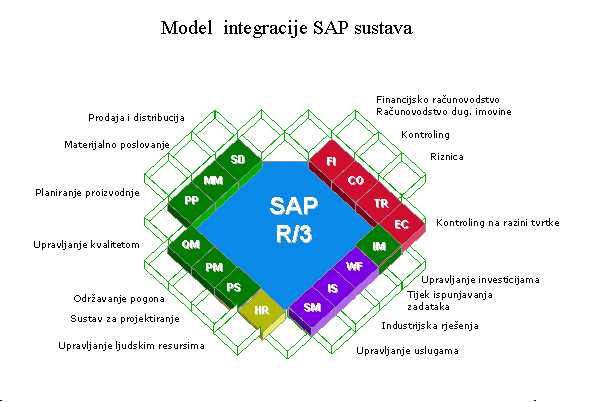 Model integracije SAP sustava
Financijsko računovodstvo
Računovodstvo dug. imovine
Prodaja i distribucija
Kontroling
Materijalno poslovanje
Riznica
SD
FI
MM
CO
Planiranje proizvodnje
PP
TR
SAP
R/3
EC
Kontroling na razini tvrtke
Upravljanje kvalitetom
QM
IM
PM
WF
Upravljanje investicijama
PS
IS
Tijek ispunjavanja
zadataka
Održavanje pogona
HR
SM
Sustav za projektiranje
Industrijska rješenja
Upravljanje ljudskim resursima
Upravljanje uslugama